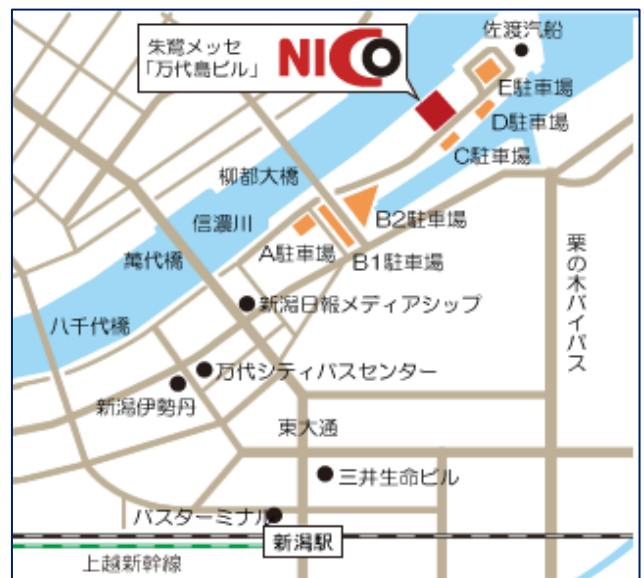 朱鷺メッセ
「万代島ビル」
NICO
佐渡汽船
E駐車場
D駐車場
C駐車場
柳都大橋
信濃川
B2駐車場
A駐車場
B1駐車場
萬代橋
栗の木バイパス
新潟日報メディアシップ
八千代橋
万代シティバスセンター
新潟伊勢丹
東大通
三井生命ビル
バスターミナル
新潟駅
上越新幹線